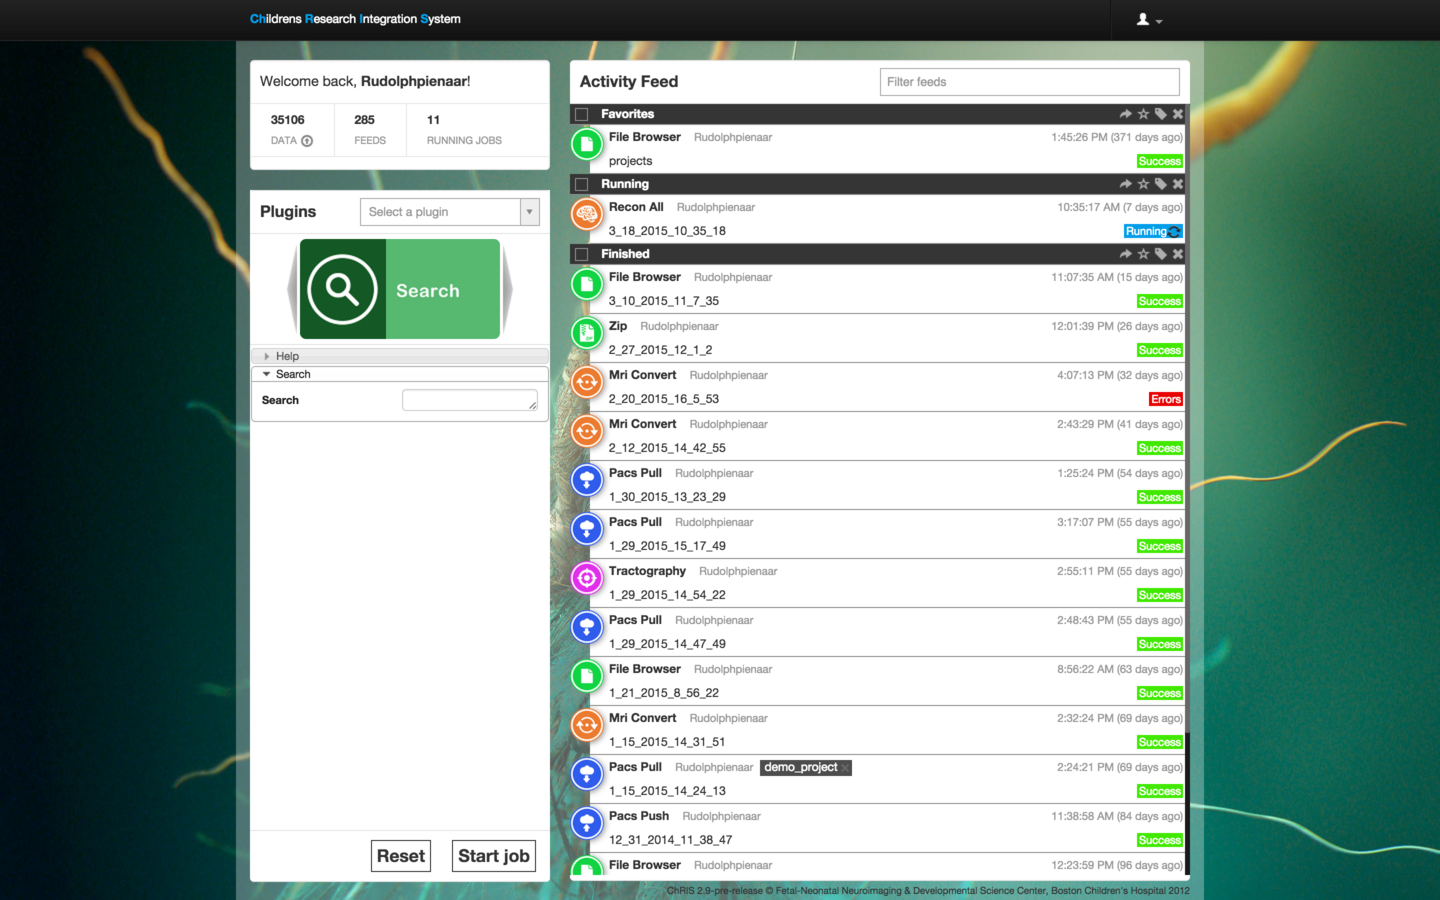 Childrens Research Integration System
Welcome back, Rudolphpienaar!
35106 285 11
DATA FEEDS RUNNING JOBS
Plugins Select a plugin
Search
Help
Search
Search
Reset Start job
Activity Feed Filter feeds
Favorites
File Browser Rudolphpienaar 1:45:26 PM (371 days ago)
projects Success
Running
Recon All Rudolphpienaar 10:35:17 AM (7 days ago)
3_18_2015_10_35_18 Running
Finished
File Browser Rudolphpienaar 11:07:35 AM (15 days ago)
3_10_2015_11_7_35 Success
Zip Rudolphpienaar 12:01:39 PM (26 days ago)
2_27_2015_12_1_2 Success
Mri Convert Rudolphpienaar 4:07:13 PM (32 days ago)
2_20_2015_16_5_53 Errors
Mri Convert Rudolphpienaar 2:43:29 PM (41 days ago)
2_12_2015_14_42_55 Success
Pacs Pull Rudolphpienaar 1:25:24 PM (54 days ago)
1_30_2015_13_23_29 Success
Pacs Pull Rudolphpienaar 3:17:07 PM (55 days ago)
1_29_2015_15_17_49 Success
Tractography Rudolphpienaar 2:55:11 PM (55 days ago)
1_29_2015_14_54_22 Success
Pacs Pull Rudolphpienaar 2:48:43 PM (55 days ago)
1_29_2015_14_47_49 Success
File Browser Rudolphpienaar 8:56:22 AM (63 days ago)
1_21_2015_8_56_22 Success
Mri Convert Rudolphpienaar 2:32:24 PM (69 days ago)
1_15_2015_14_31_51 Success
Pacs Pull Rudolphpienaar demo_project 2:24:21 PM (69 days ago)
1_15_2015_14_24_13 Success
Pacs Push Rudolphpienaar 11:38:58 AM (84 days ago)
12_31_2014_11_38_47 Success
File Browser Rudolphpienaar 12:23:59 PM (96 days ago)
ChRIS 2.9-pre-release © Fetal-Neonatal Neuroimaging & Developmental Science Center, Boston Children's Hospital 2012